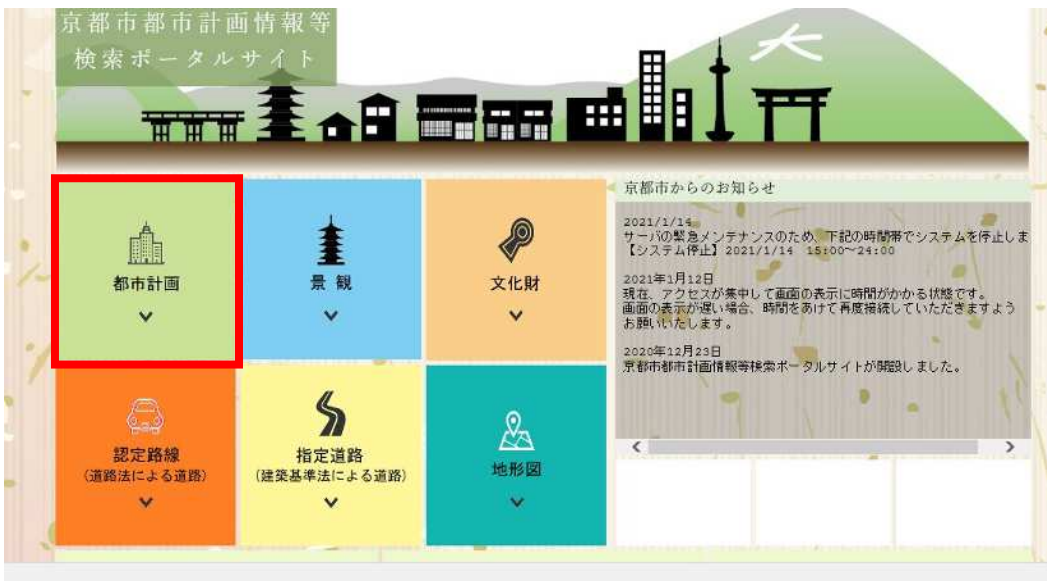 京都市都市計画情報等
検索ポータルサイト
大
都市計画
景観
文化財
認定路線
(道路法による道路)
指定道路
(建築基準法による道路)
地形図
京都市からのお知らせ
2021/1/14
サーバの緊急メンテナンスのため、下記の時間帯でシステムを停止しま
【システム停止】2021/1/14 15:00~24:00
2021年1月12日
現在、アクセスが集中して画面の表示に時間がかかる状態です。
画面の表示が遅い場合、時間をあけて再度接続していただきますよう
お願いいたします。
2020年12月23日
京都市都市計画情報等検索ポータルサイトが開設しました。